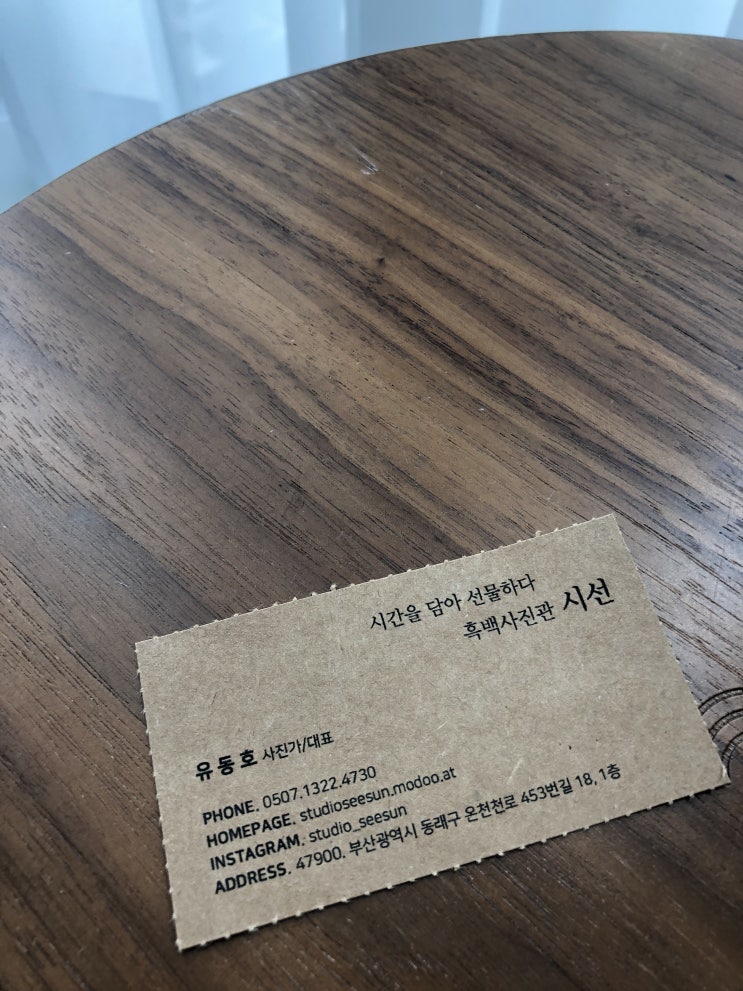 시간을 담아 선물하다
흑백사진관 시선
유동호 사진가/대표
PHONE. 0507.1322.4730
HOMEPAGE. studioseesun.modoo.at
INSTAGRAM. studio_seesun
ADDRESS. 47900. 부산광역시 동래구 온천천로 453번길 18, 1층